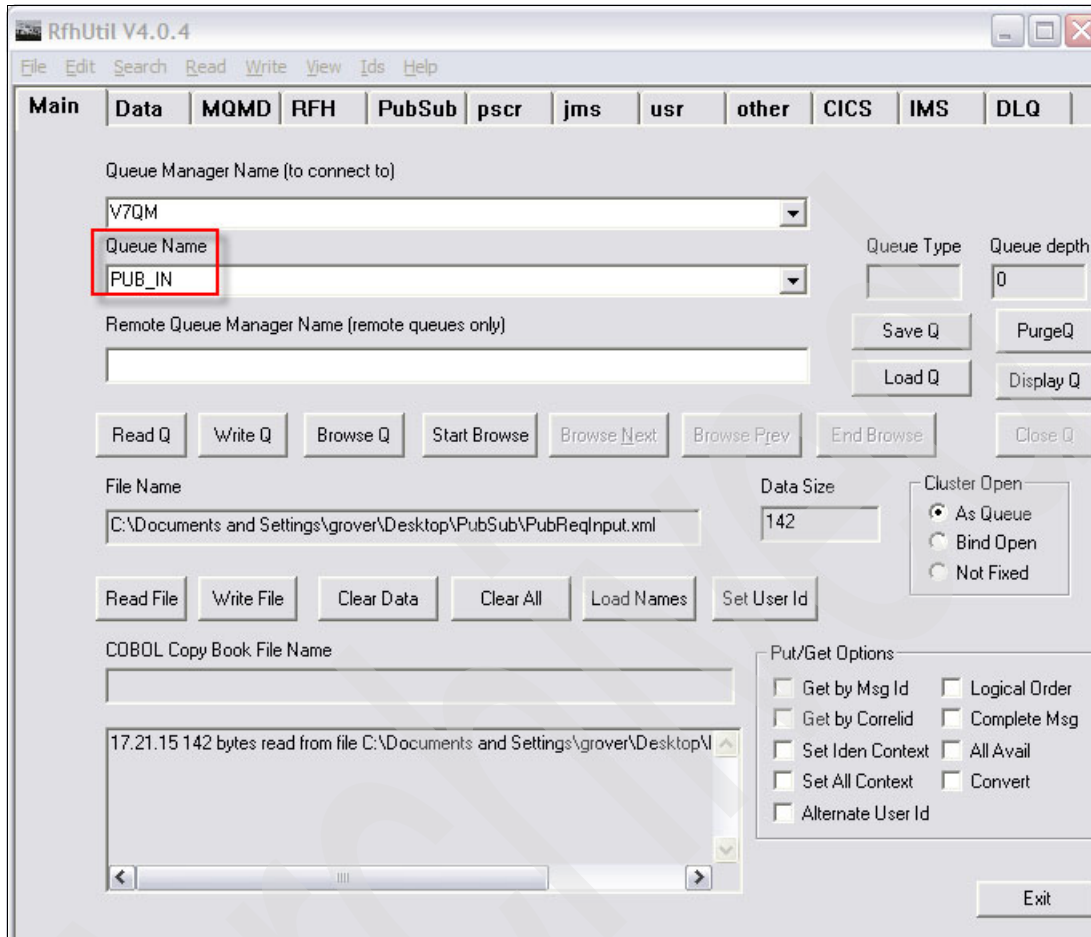 RfhUtil V4.0.4
File Edit Search Read Write View Ids Help
Main Data MQMD RFH PubSub pscr jms usr other CICS IMS DLQ
Queue Manager Name (to connect to)
V7QM
Queue Name Queue Type Queue depth
PUB_IN 0
Remote Queue Manager Name (remote queues only) Save Q PurgeQ
Load Q Display Q
Read Q Write Q Browse Q Start Browse Browse Next Browse Prev End Browse Close Q
File Name Data Size Cluster Open
C:\Documents and Settings\grover\Desktop\PubSub\PubReqInput.xml 142 As Queue
Bind Open
Not Fixed
Read File Write File Clear Data Clear All Load Names Set User Id
COBOL Copy Book File Name Put/Get Options
Get by Msg Id Logical Order
Get by Correlid Complete Msg
17.21.15 142 bytes read from file C:\Documents and Settings\grover\Desktop\
Set Iden Context All Avail
Set All Context Convert
Alternate User Id
Exit